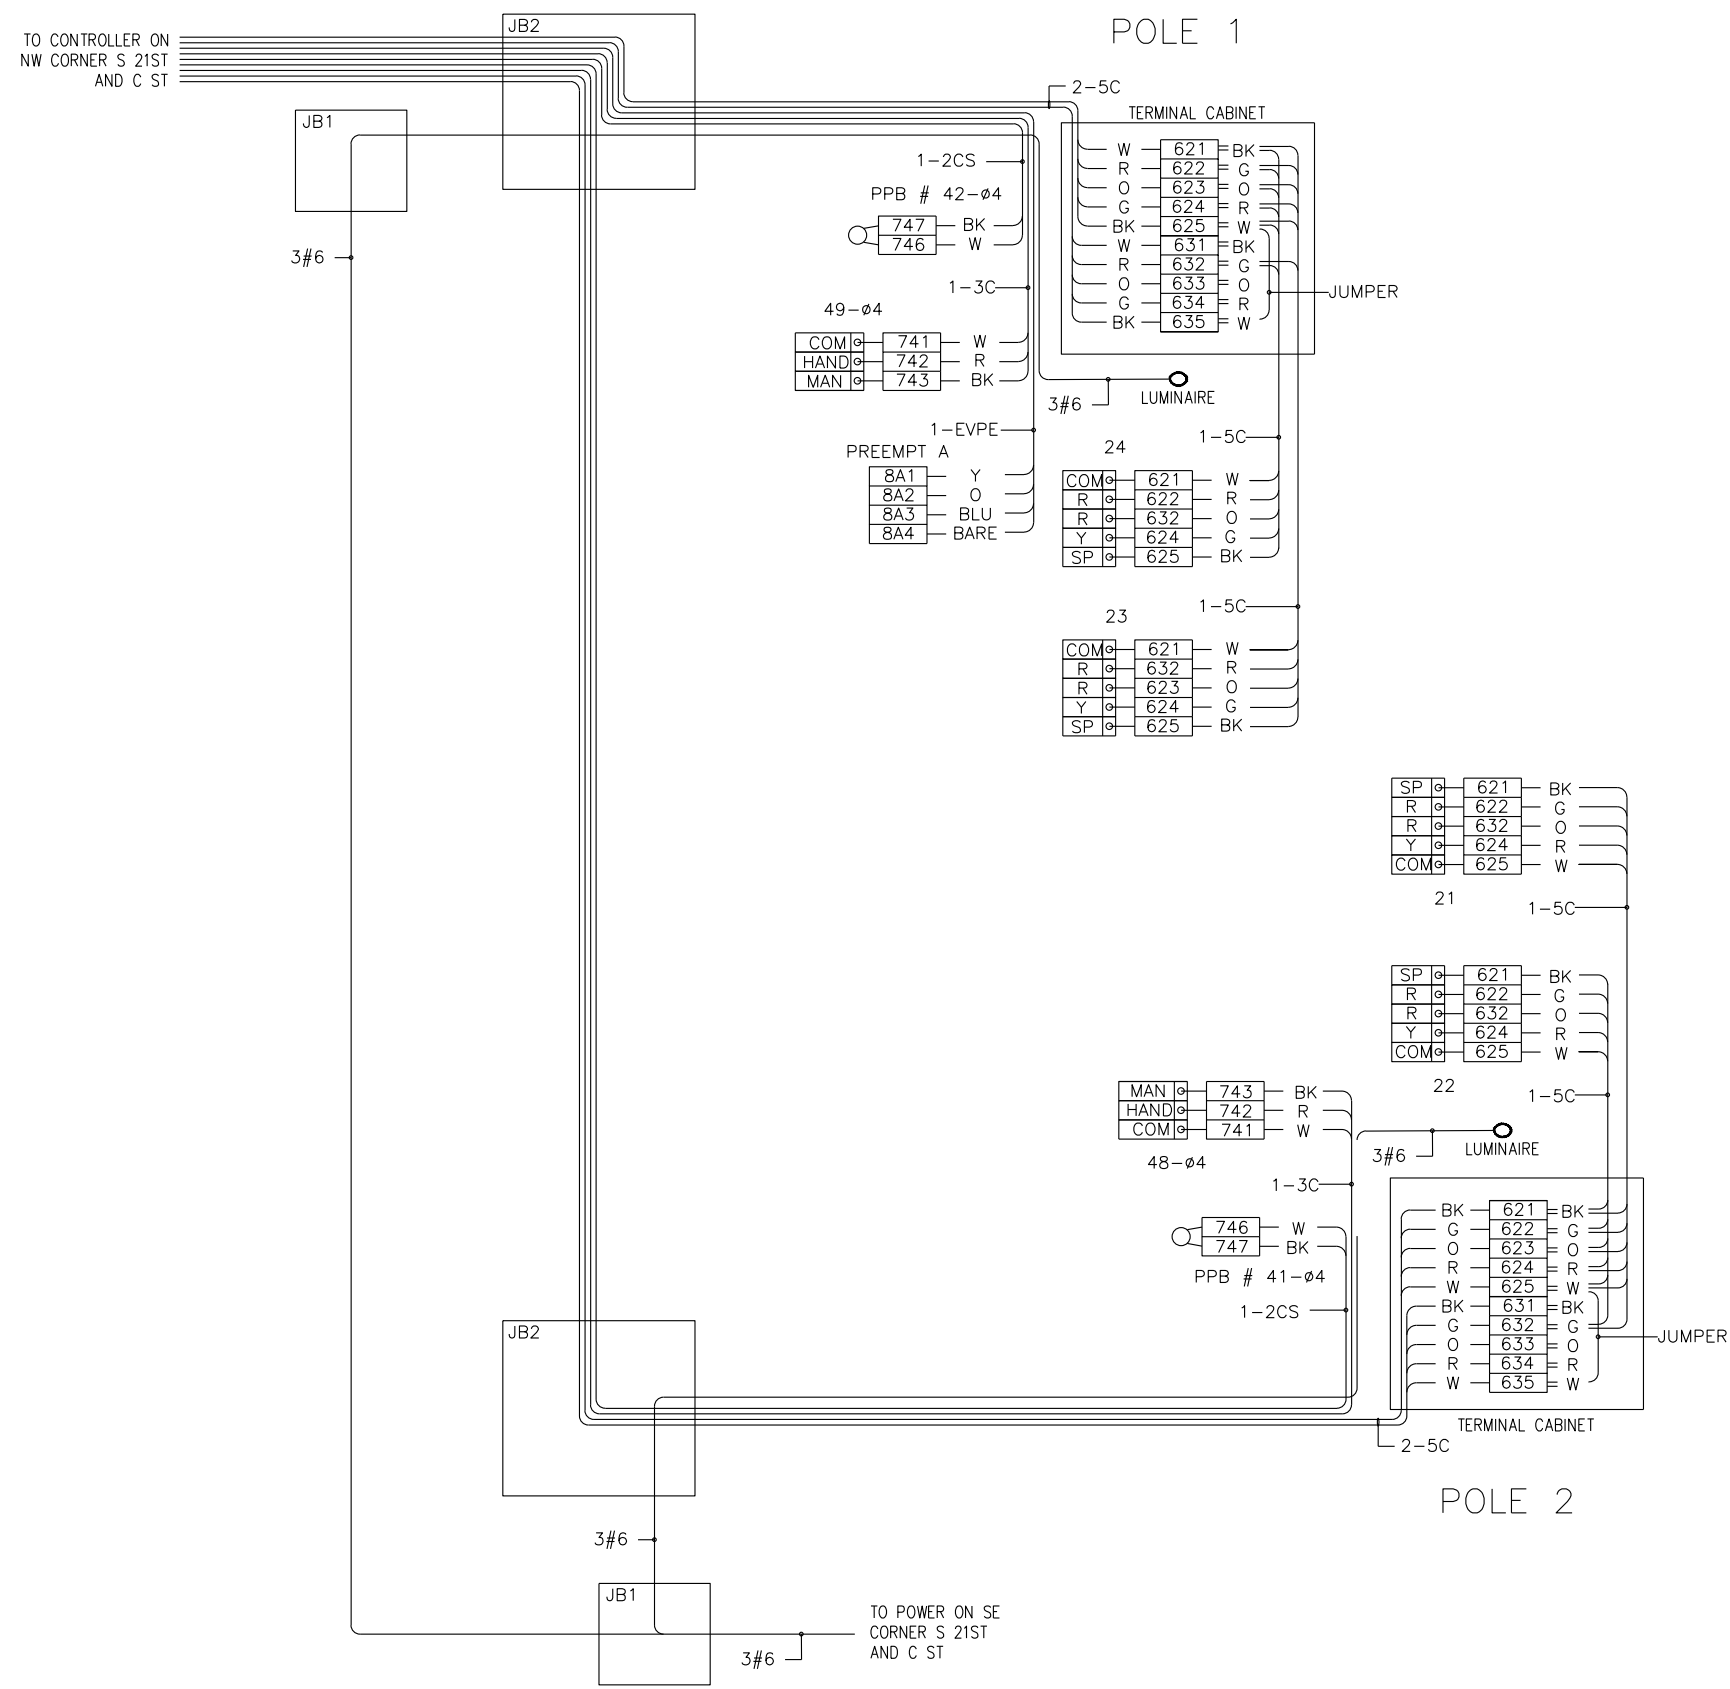 JB2
POLE 1
TO CONTROLLER ON
NW CORNER S 21ST
AND C ST
2-5C
TERMINAL CABINET
JB1
W 621 BK
R 622 G
O 623 O
G 624 R
BK 625 W
W 631 BK
R 632 G
O 633 O
G 634 R
BK 635 W
JUMPER
1-2CS
PPB # 42-ø4
747 BK
746 W
3#6
1-3C
49-ø4
COM 741 W
HAND 742 R
MAN 743 BK
3#6
LUMINAIRE
1-EVPE
PREEMPT A
8A1 Y
8A2 O
8A3 BLU
8A4 BARE
1-5C
24
COM 621 W
R 622 R
R 632 O
Y 624 G
SP 625 BK
1-5C
23
COM 621 W
R 632 R
R 623 O
Y 624 G
SP 625 BK
SP 621 BK
R 622 G
R 632 O
Y 624 R
COM 625 W
21
1-5C
SP 621 BK
R 622 G
R 632 O
Y 624 R
COM 625 W
22
1-5C
MAN 743 BK
HAND 742 R
COM 741 W
48-ø4
3#6
LUMINAIRE
1-3C
746 W
747 BK
PPB # 41-ø4
1-2CS
BK 621 BK
G 622 G
O 623 O
R 624 R
W 625 W
BK 631 BK
G 632 G
O 633 O
R 634 R
W 635 W
JUMPER
JB2
TERMINAL CABINET
2-5C
POLE 2
3#6
JB1
TO POWER ON SE
CORNER S 21ST
AND C ST
3#6